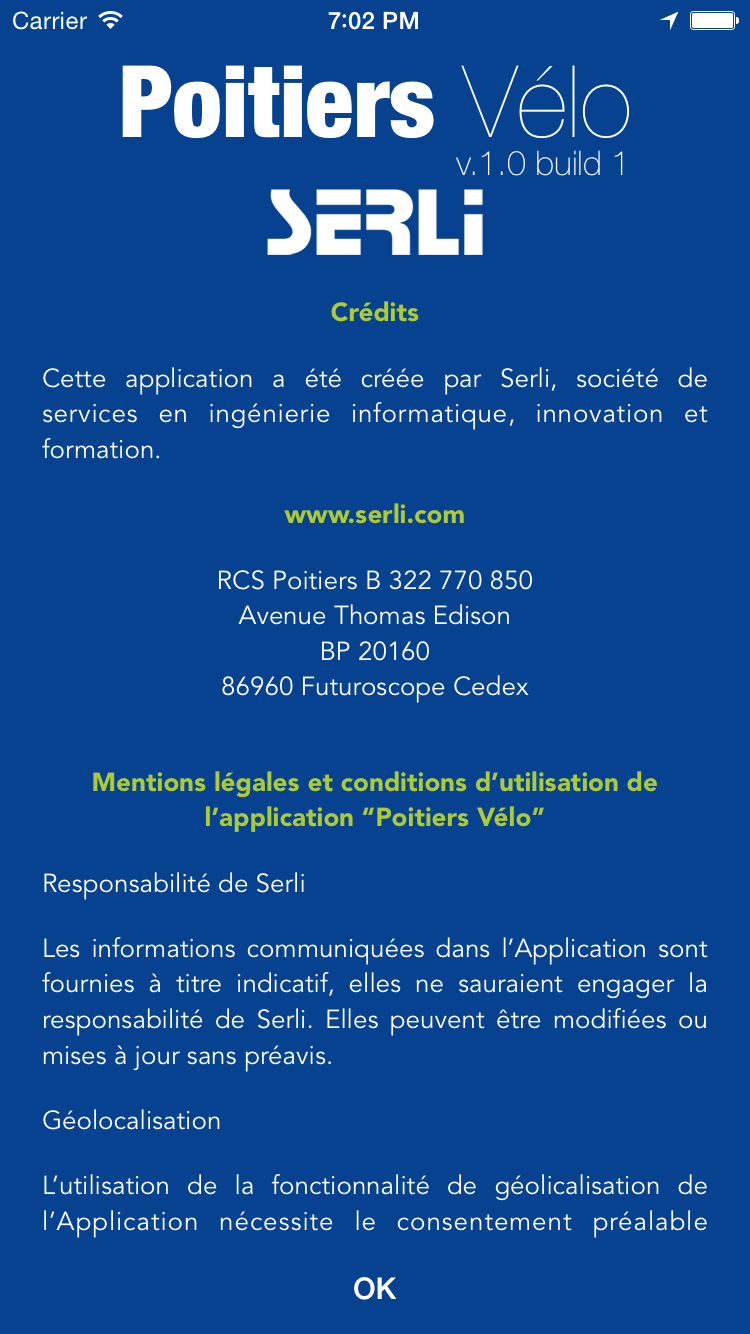 Carrier 7:02 PM
Poitiers Vélo
v.1.0 build 1
SERLi
Crédits
Cette application a été créée par Serli, société de
services en ingénierie informatique, innovation et
formation.
www.serli.com
RCS Poitiers B 322 770 850
Avenue Thomas Edison
BP 20160
86960 Futuroscope Cedex
Mentions légales et conditions d’utilisation de
l’application “Poitiers Vélo”
Responsabilité de Serli
Les informations communiquées dans l’Application sont
fournies à titre indicatif, elles ne sauraient engager la
responsabilité de Serli. Elles peuvent être modifiées ou
mises à jour sans préavis.
Géolocalisation
L’utilisation de la fonctionnalité de géolicalisation de
l’Application nécessite le consentement préalable
OK